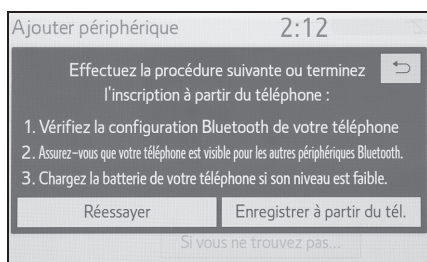 Ajouter périphérique 2:12
Effectuez la procédure suivante ou terminez
l'inscription à partir du téléphone :
1. Vérifiez la configuration Bluetooth de votre téléphone
2. Assurez-vous que votre téléphone est visible pour les autres périphériques Bluetooth.
3. Chargez la batterie de votre téléphone si son niveau est faible.
Réessayer Enregistrer à partir du tél.
Si vous ne trouvez pas...